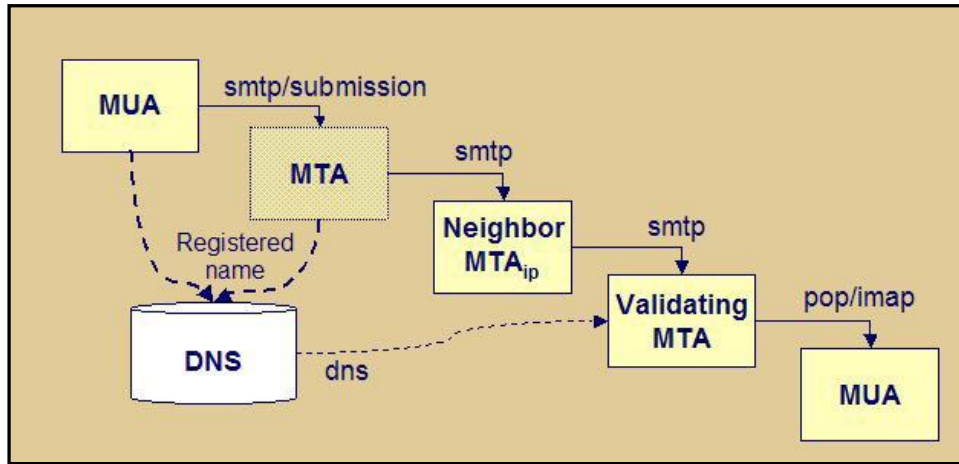 MUA
smtp/submission
MTA
smtp
Neighbor
MTAip
smtp
Registered
name
Validating
MTA
pop/imap
DNS
dns
MUA